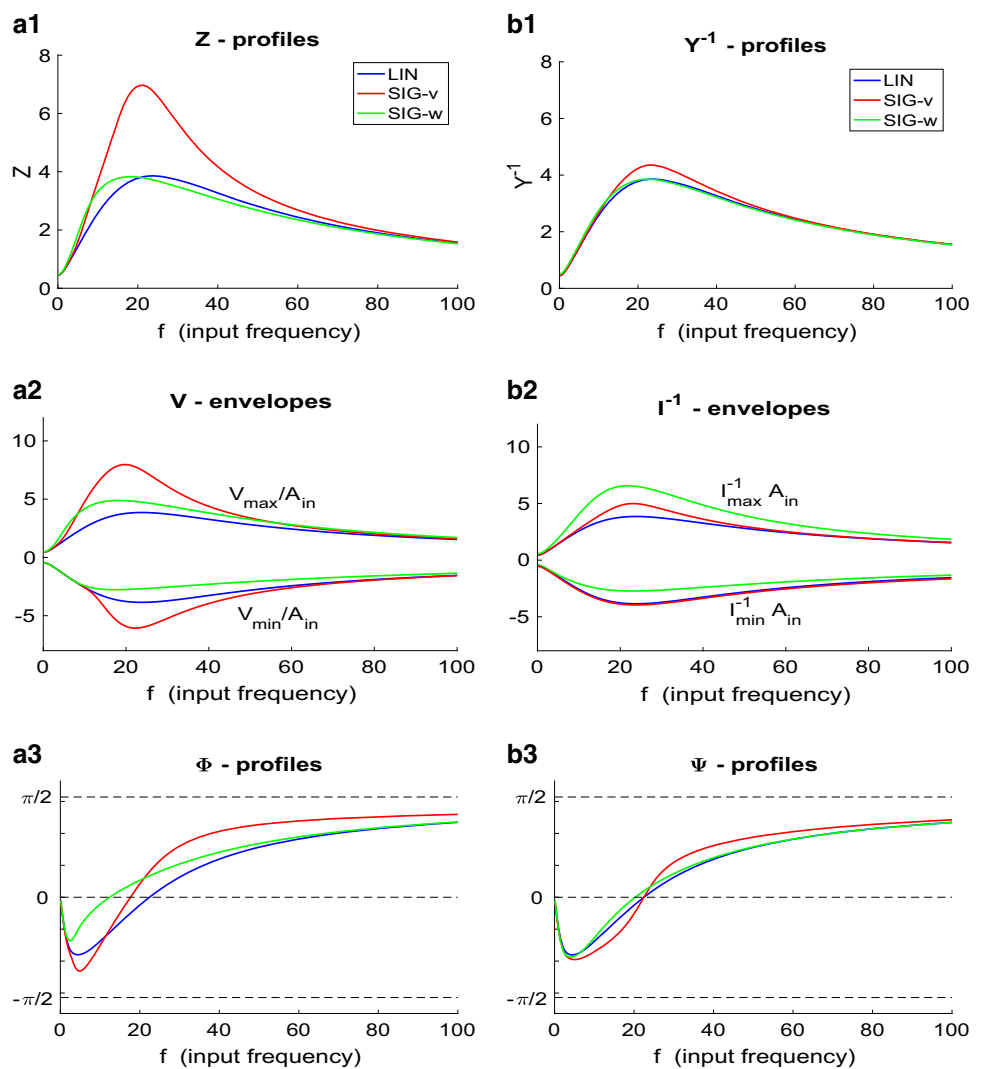 a1
Z - profiles
8
6
4
2
0
Z
LIN
SIG-v
SIG-w
0 20 40 60 80 100
f (input frequency)
b1
Y⁻¹ - profiles
8
6
4
2
0
Y⁻¹
LIN
SIG-v
SIG-w
0 20 40 60 80 100
f (input frequency)
a2
V - envelopes
10
5
0
-5
V_max/A_in
V_min/A_in
0 20 40 60 80 100
f (input frequency)
b2
I⁻¹ - envelopes
10
5
0
-5
I⁻¹_max A_in
I⁻¹_min A_in
0 20 40 60 80 100
f (input frequency)
a3
Φ - profiles
π/2
0
-π/2
0 20 40 60 80 100
f (input frequency)
b3
Ψ - profiles
π/2
0
-π/2
0 20 40 60 80 100
f (input frequency)